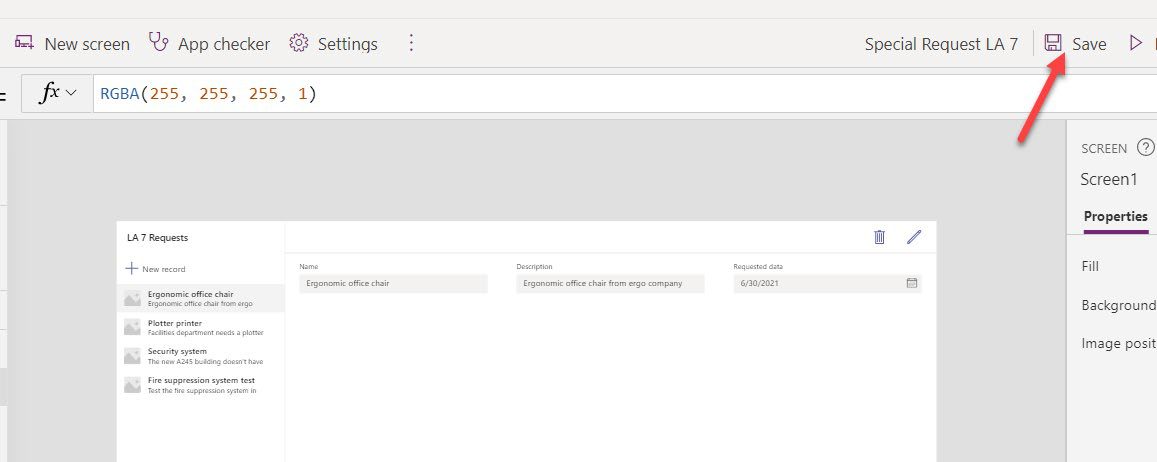 New screen App checker Settings Special Request LA 7 Save
fx RGBA(255, 255, 255, 1)
SCREEN ?
Screen1
Properties
Fill
Background
Image posit
LA 7 Requests
New record
Ergonomic office chair
Ergonomic office chair from ergo
Plotter printer
Facilities department needs a plotter
Security system
The new A245 building doesn't have
Fire suppression system test
Test the fire suppression system in
Name Description Requested data
Ergonomic office chair Ergonomic office chair from ergo company 6/30/2021